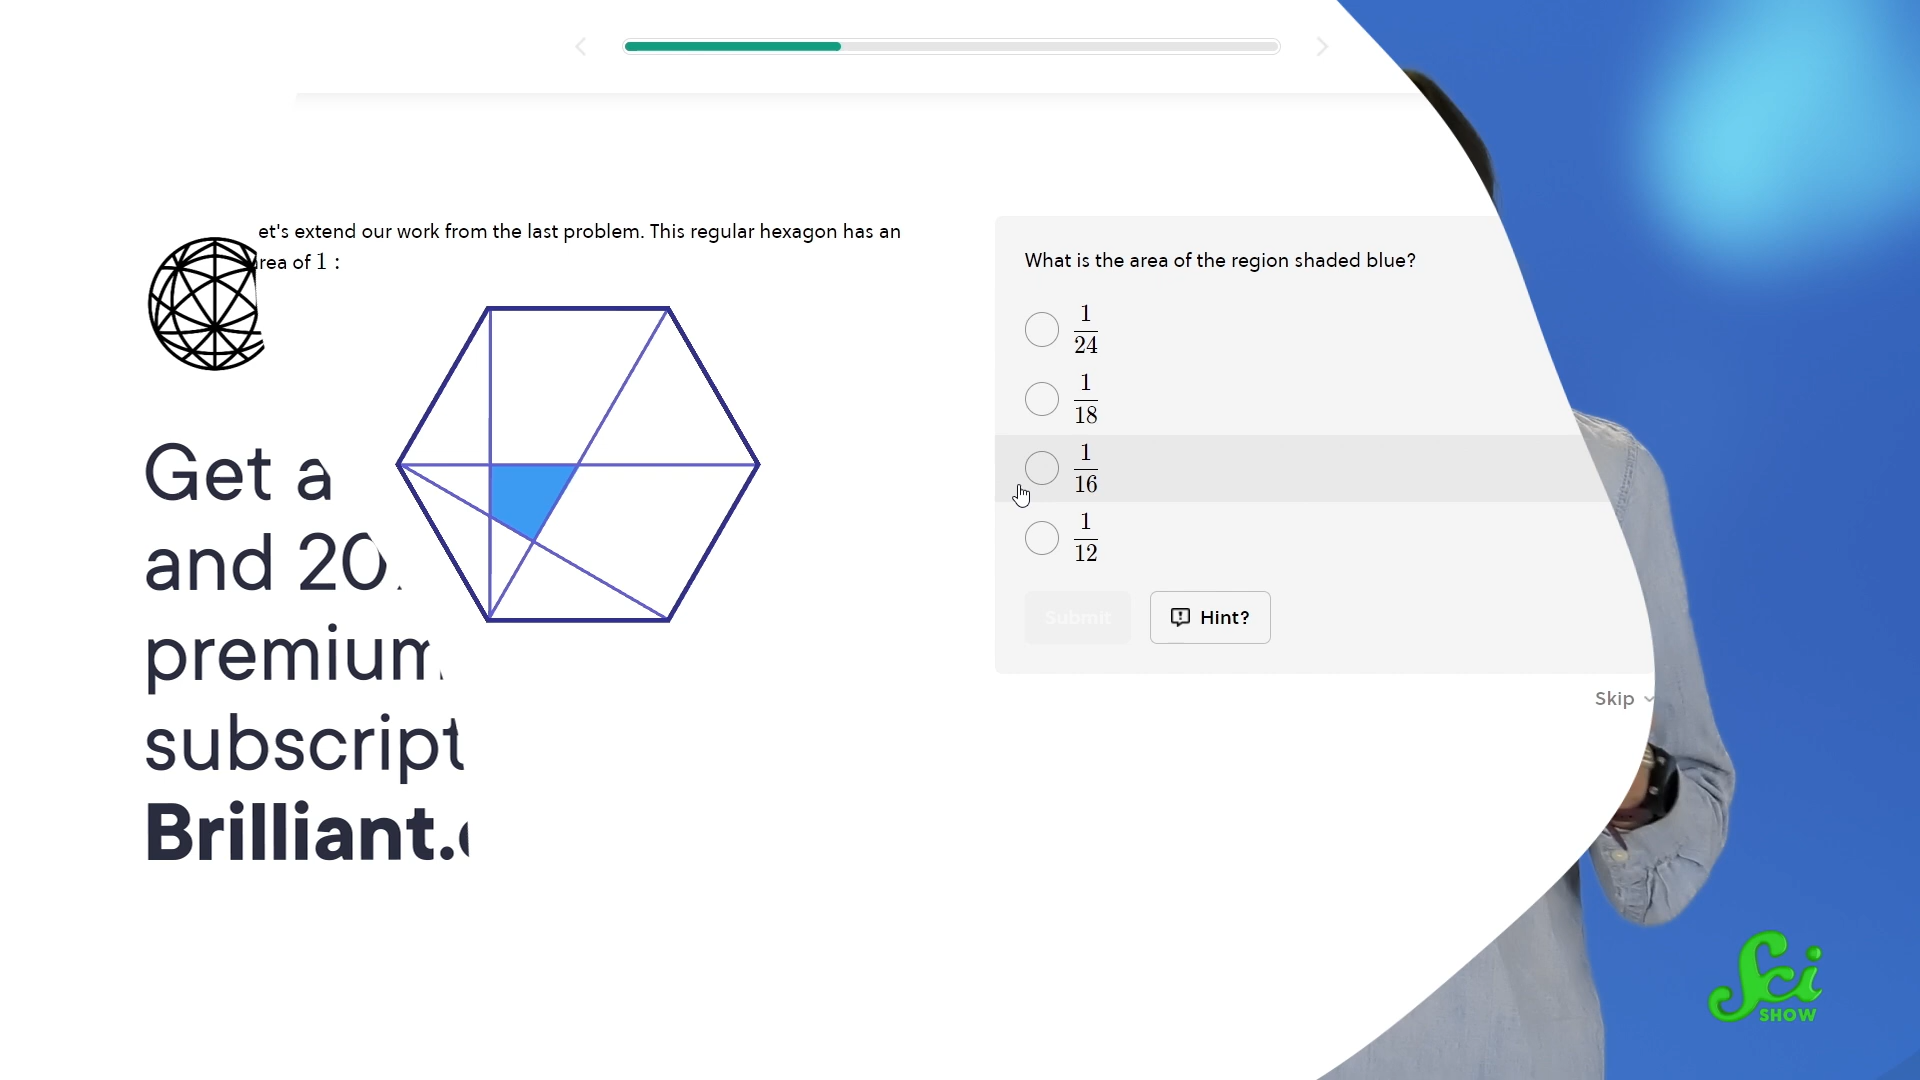 et's extend our work from the last problem. This regular hexagon has an
rea of 1 :
Get a
and 20
premium
subscript
Brilliant.
What is the area of the region shaded blue?
1/24
1/18
1/16
1/12
Submit
Hint?
Skip
Sci
SHOW